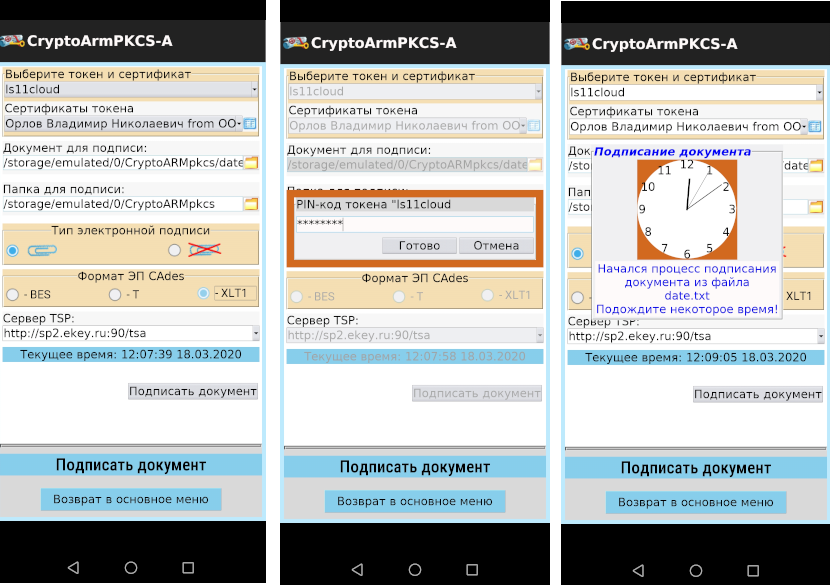 CryptoArmPKCS-A
Выберите токен и сертификат
ls11cloud
Сертификаты токена
Орлов Владимир Николаевич from ОО
Документ для подписи:
/storage/emulated/0/CryptoARMpkcs/date
Папка для подписи:
/storage/emulated/0/CryptoARMpkcs
Тип электронной подписи
Формат ЭП CAdes
- BES
- T
- XLT1
Сервер TSP:
http://sp2.ekey.ru:90/tsa
Текущее время: 12:07:39 18.03.2020
Подписать документ
Подписать документ
Возврат в основное меню
CryptoArmPKCS-A
Выберите токен и сертификат
ls11cloud
Сертификаты токена
Орлов Владимир Николаевич from ОО
Документ для подписи:
/storage/emulated/0/CryptoARMpkcs/date
PIN-код токена "ls11cloud
********
Готово
Отмена
Формат ЭП CAdes
- BES
- T
- XLT1
Сервер TSP:
http://sp2.ekey.ru:90/tsa
Текущее время: 12:07:58 18.03.2020
Подписать документ
Подписать документ
Возврат в основное меню
CryptoArmPKCS-A
Выберите токен и сертификат
ls11cloud
Сертификаты токена
Орлов Владимир Николаевич from ОО
Док
Подписание документа
/sto
date
Пап
/sto
12
1
2
3
4
5
6
7
8
9
10
11
Начался процесс подписания
документа из файла
date.txt
Подождите некоторое время!
XLT1
Сервер TSP:
http://sp2.ekey.ru:90/tsa
Текущее время: 12:09:05 18.03.2020
Подписать документ
Подписать документ
Возврат в основное меню